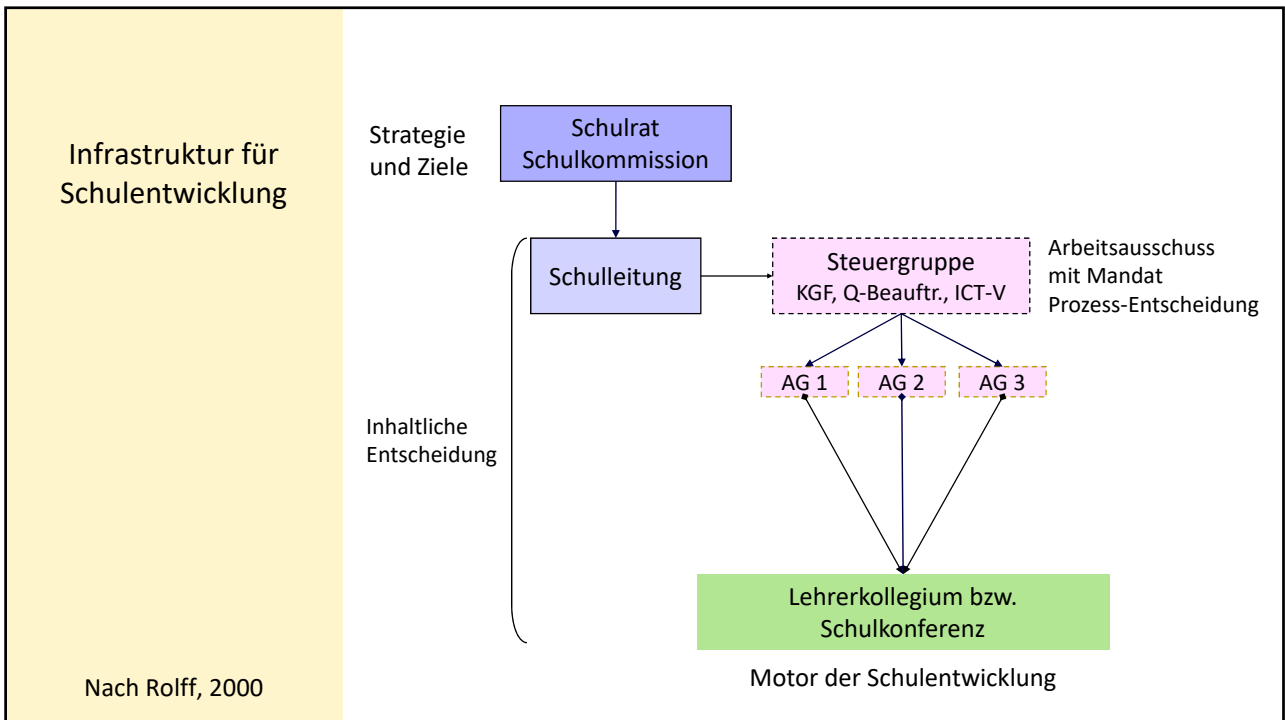 Infrastruktur für
Schulentwicklung
Strategie
und Ziele
Schulrat
Schulkommission
Schulleitung
Steuergruppe
KGF, Q-Beauftr., ICT-V
Arbeitsausschuss
mit Mandat
Prozess-Entscheidung
AG 1
AG 2
AG 3
Inhaltliche
Entscheidung
Lehrerkollegium bzw.
Schulkonferenz
Motor der Schulentwicklung
Nach Rolff, 2000